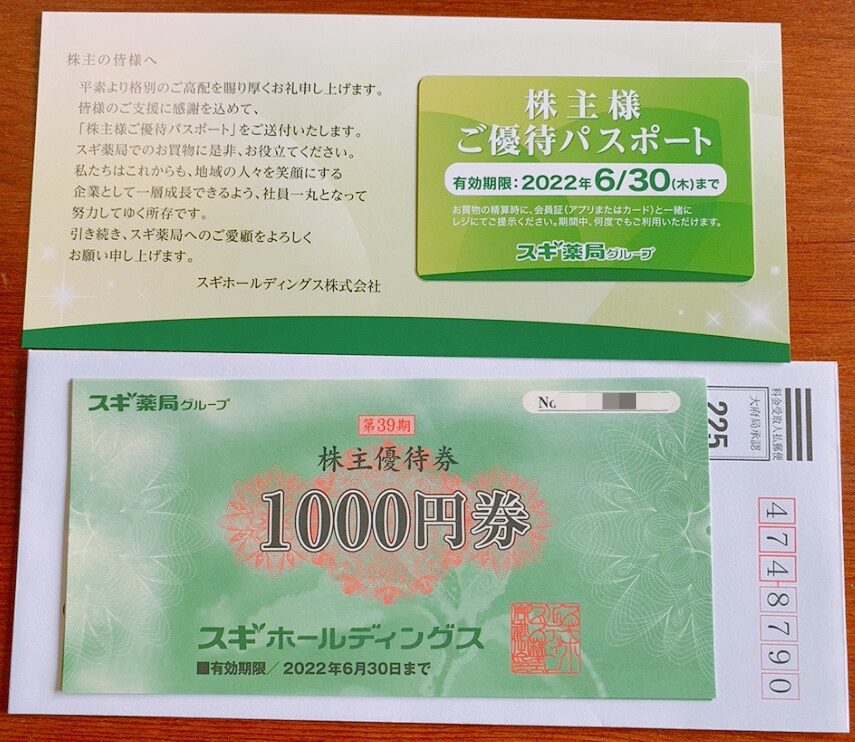 株主の皆様へ
平素より格別のご高配を賜り厚くお礼申し上げます。
皆様のご支援に感謝を込めて、
「株主様ご優待パスポート」をご送付いたします。
スギ薬局でのお買物に是非、お役立てください。
私たちはこれからも、地域の人々を笑顔にする
企業として一層成長できるよう、社員一丸となって
努力してゆく所存です。
引き続き、スギ薬局へのご愛顧をよろしく
お願い申し上げます。
スギホールディングス株式会社
株主様
ご優待パスポート
有効期限：2022年6/30(木)まで
お買物の精算時に、会員証（アプリまたはカード）と一緒に
レジにてご提示ください。期間中、何度でもご利用いただけます。
スギ薬局グループ
スギ薬局グループ
No
第39期
株主優待券
1000円券
スギホールディングス
■有効期限／2022年6月30日まで
料金受取人払郵便
大府局承認
225
4748790